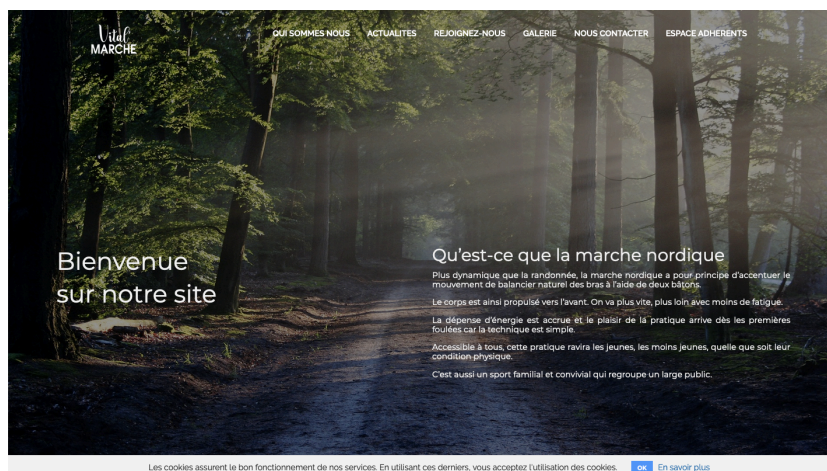 Vital
MARCHE
QUI SOMMES NOUS ACTUALITES REJOIGNEZ-NOUS GALERIE NOUS CONTACTER ESPACE ADHERENTS
Bienvenue
sur notre site
Qu'est-ce que la marche nordique
Plus dynamique que la randonnée, la marche nordique a pour principe d'accentuer le
mouvement de balancier naturel des bras à l'aide de deux bâtons.
Le corps est ainsi propulsé vers l'avant. On va plus vite, plus loin avec moins de fatigue.
La dépense d'énergie est accrue et le plaisir de la pratique arrive dès les premières
foulées car la technique est simple.
Accessible à tous, cette pratique ravira les jeunes, les moins jeunes, quelle que soit leur
condition physique.
C'est aussi un sport familial et convivial qui regroupe un large public.
Les cookies assurent le bon fonctionnement de nos services. En utilisant ces derniers, vous acceptez l'utilisation des cookies. OK En savoir plus